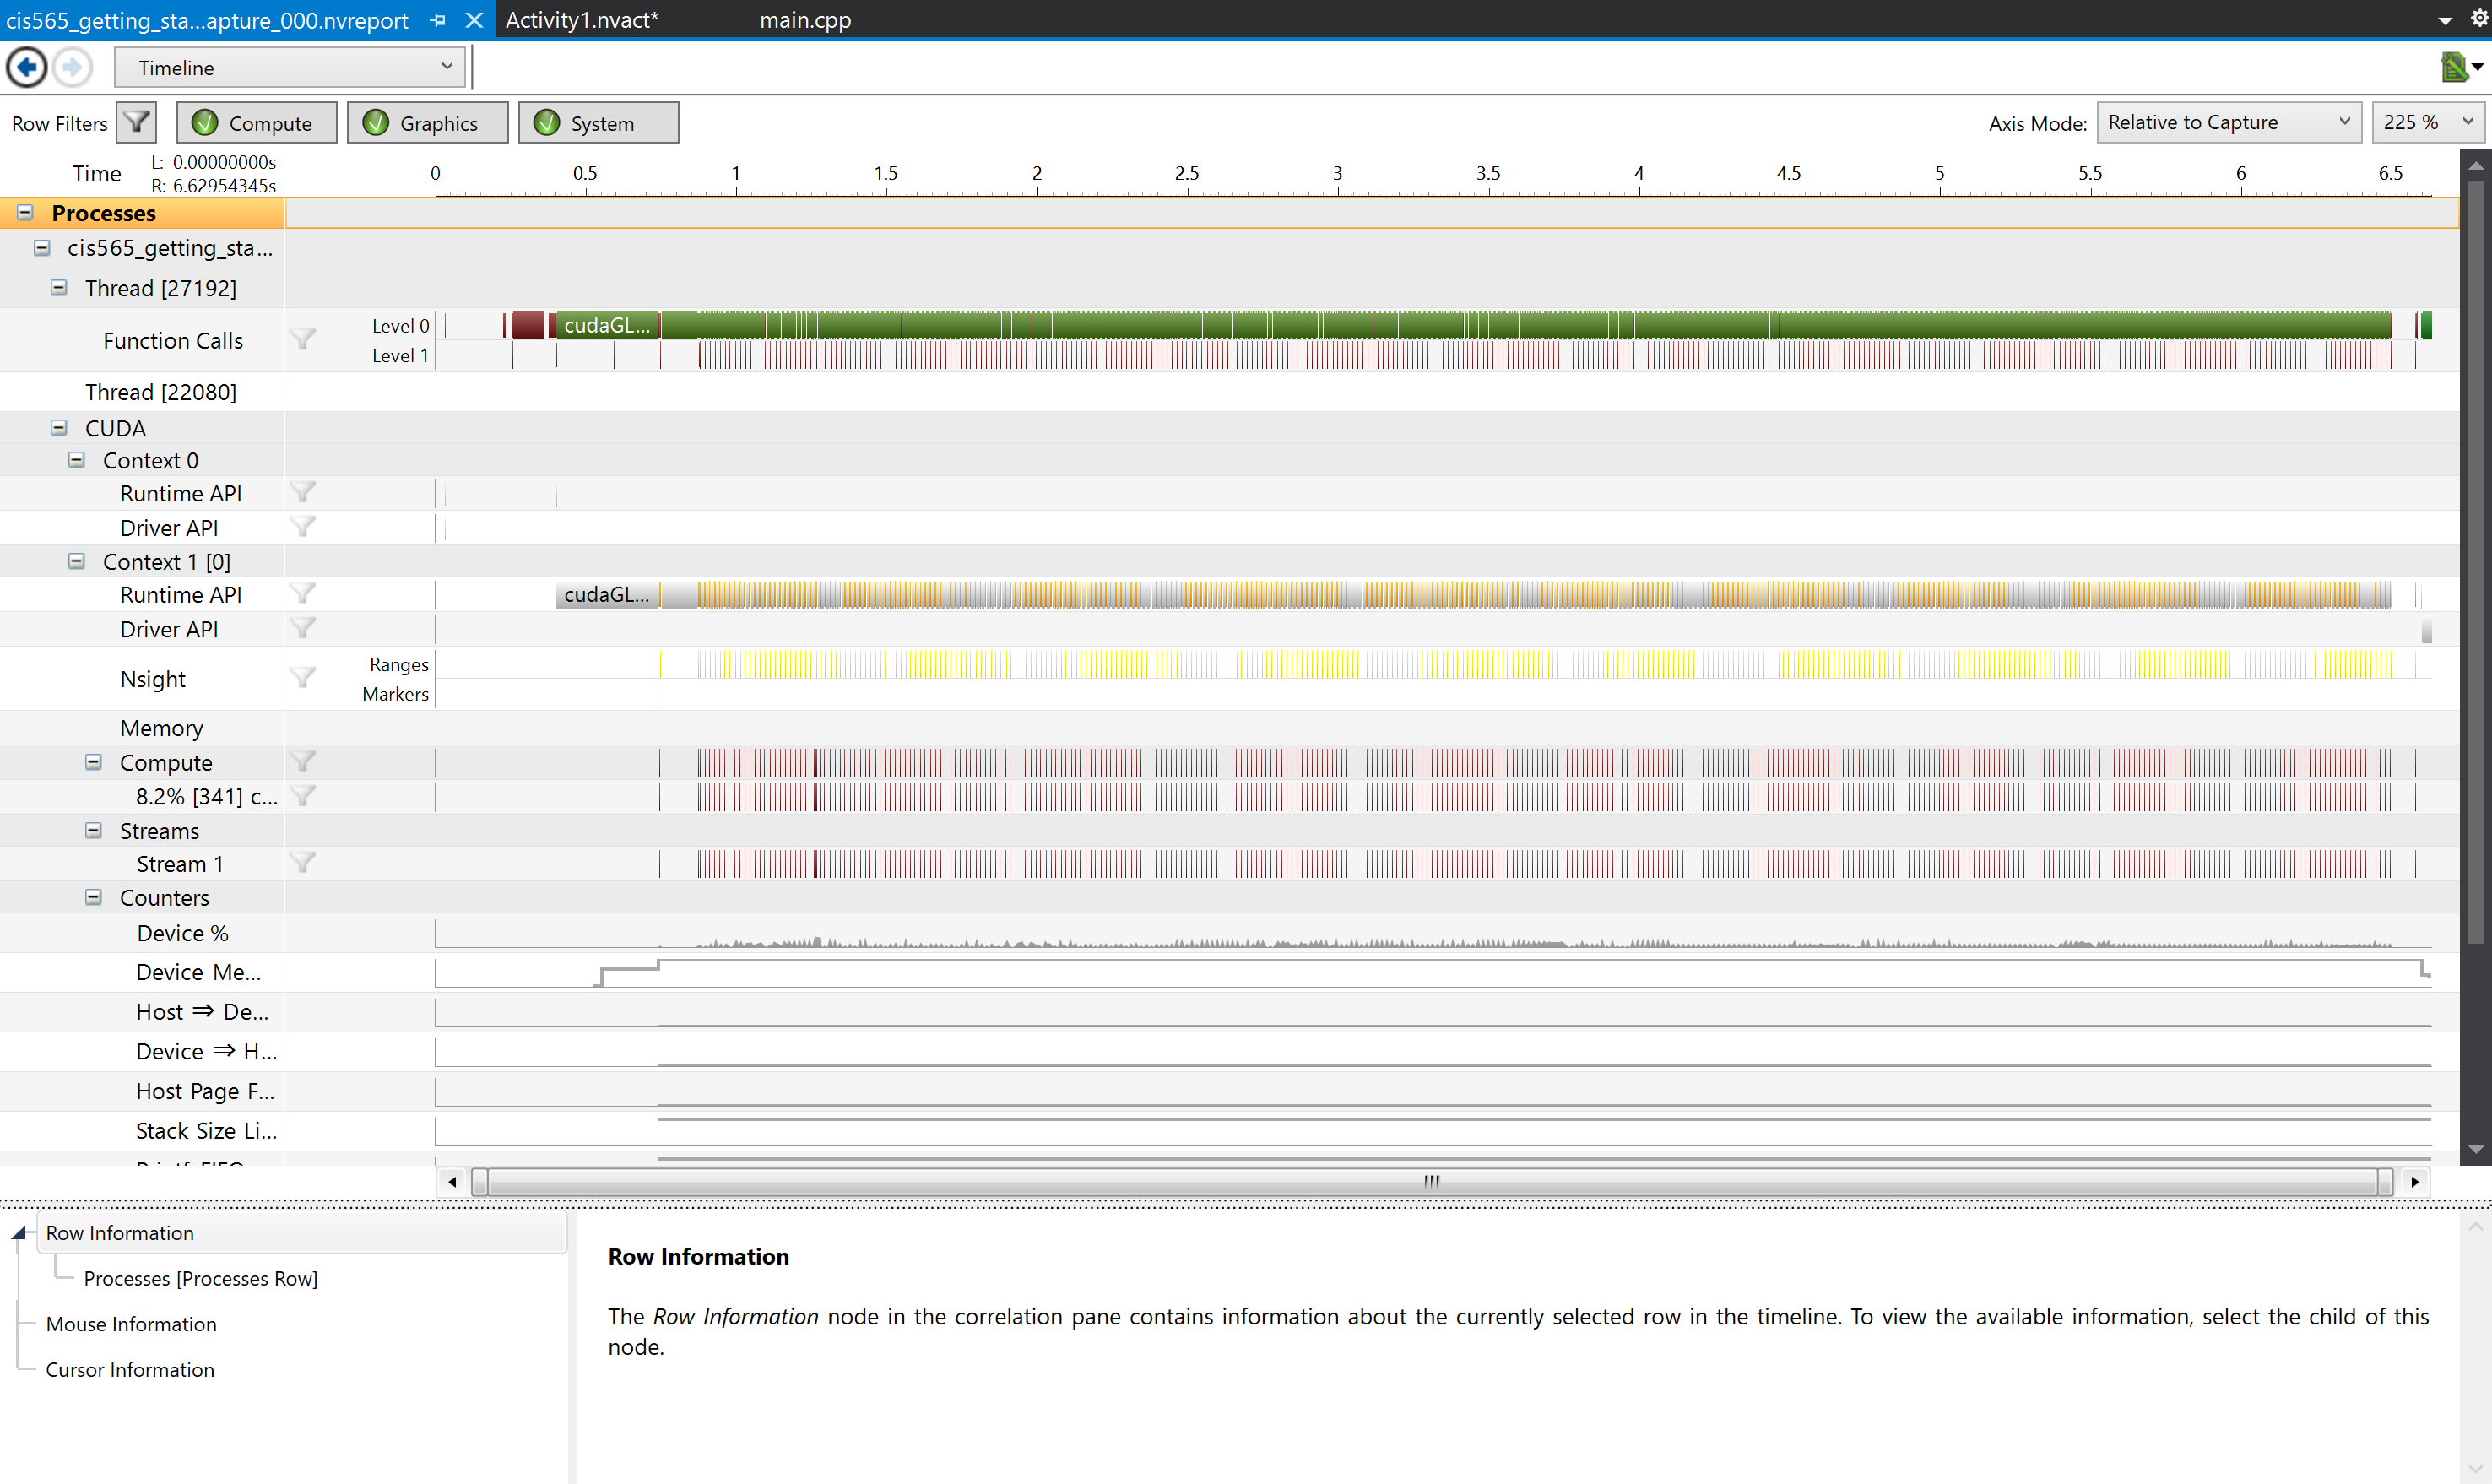 cis565_getting_sta...apture_000.nvreport
Activity1.nvact*
main.cpp
Timeline
Row Filters
Compute
Graphics
System
Axis Mode:
Relative to Capture
225 %
Time
L: 0.00000000s
R: 6.62954345s
0 0.5 1 1.5 2 2.5 3 3.5 4 4.5 5 5.5 6 6.5
Processes
cis565_getting_sta...
Thread [27192]
Function Calls
Level 0
cudaGL...
Level 1
Thread [22080]
CUDA
Context 0
Runtime API
Driver API
Context 1 [0]
Runtime API
cudaGL...
Driver API
Nsight
Ranges
Markers
Memory
Compute
8.2% [341] c...
Streams
Stream 1
Counters
Device %
Device Me...
Host ⇒ De...
Device ⇒ H...
Host Page F...
Stack Size Li...
Row Information
Processes [Processes Row]
Mouse Information
Cursor Information
Row Information
The Row Information node in the correlation pane contains information about the currently selected row in the timeline. To view the available information, select the child of this
node.